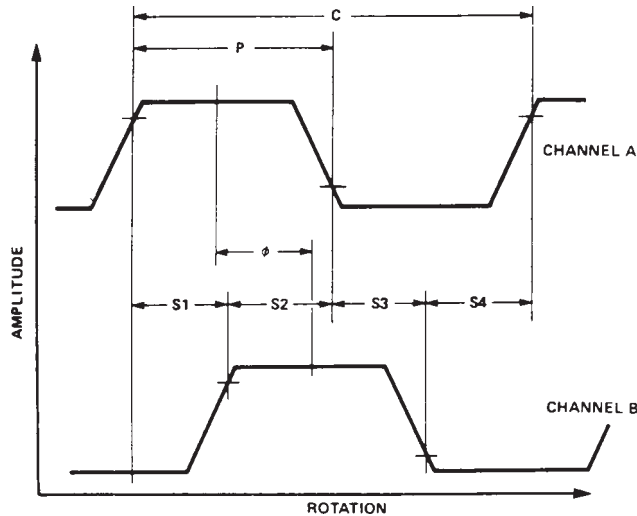 C
P
CHANNEL A
ϕ
AMPLITUDE
S1 S2 S3 S4
CHANNEL B
ROTATION